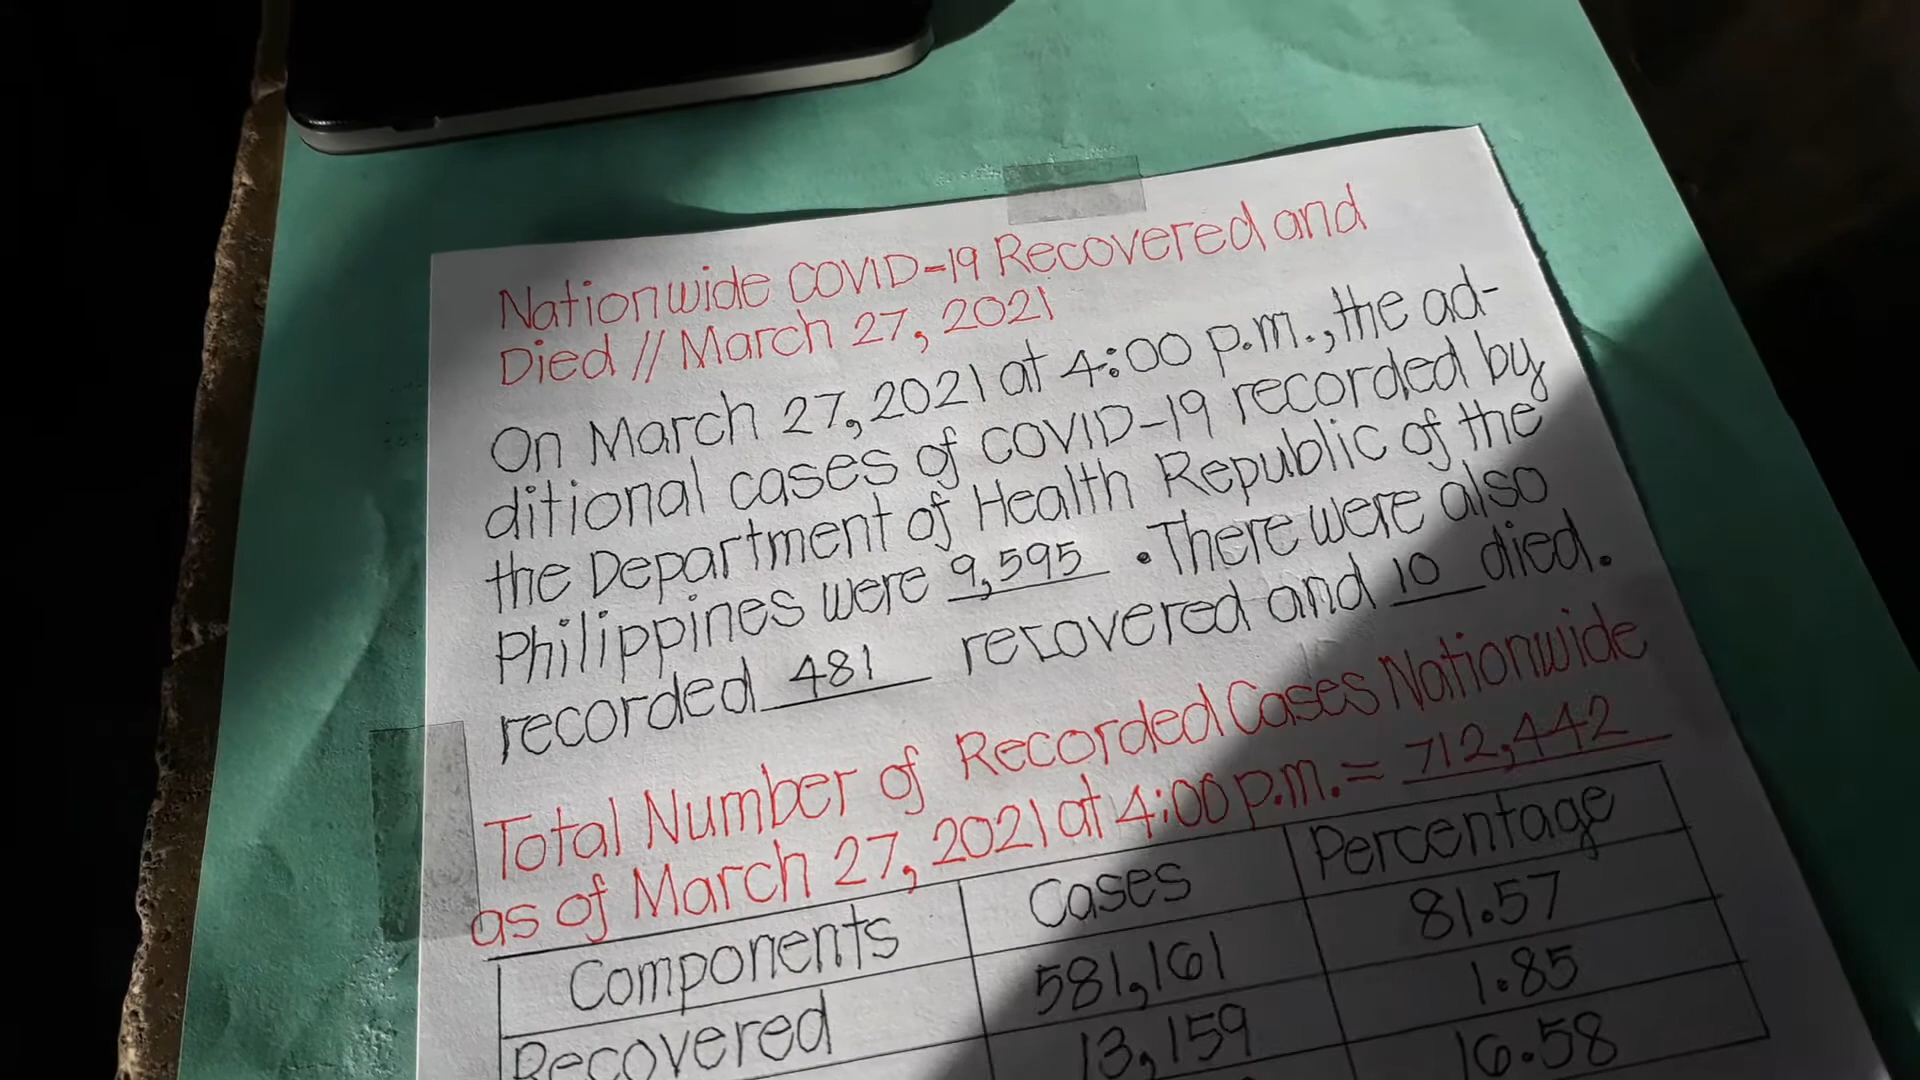 Nationwide COVID-19 Recovered and
Died // March 27, 2021
On March 27, 2021 at 4:00 p.m., the ad-
ditional cases of COVID-19 recorded by
the Department of Health Republic of the
Philippines were 9,595. There were also
recorded 481 recovered and 10 died.
Total Number of Recorded Cases Nationwide
as of March 27, 2021 at 4:00 p.m. = 712,442
Components Cases Percentage
Recovered 581,161 81.57
13,159 1.85
16.58